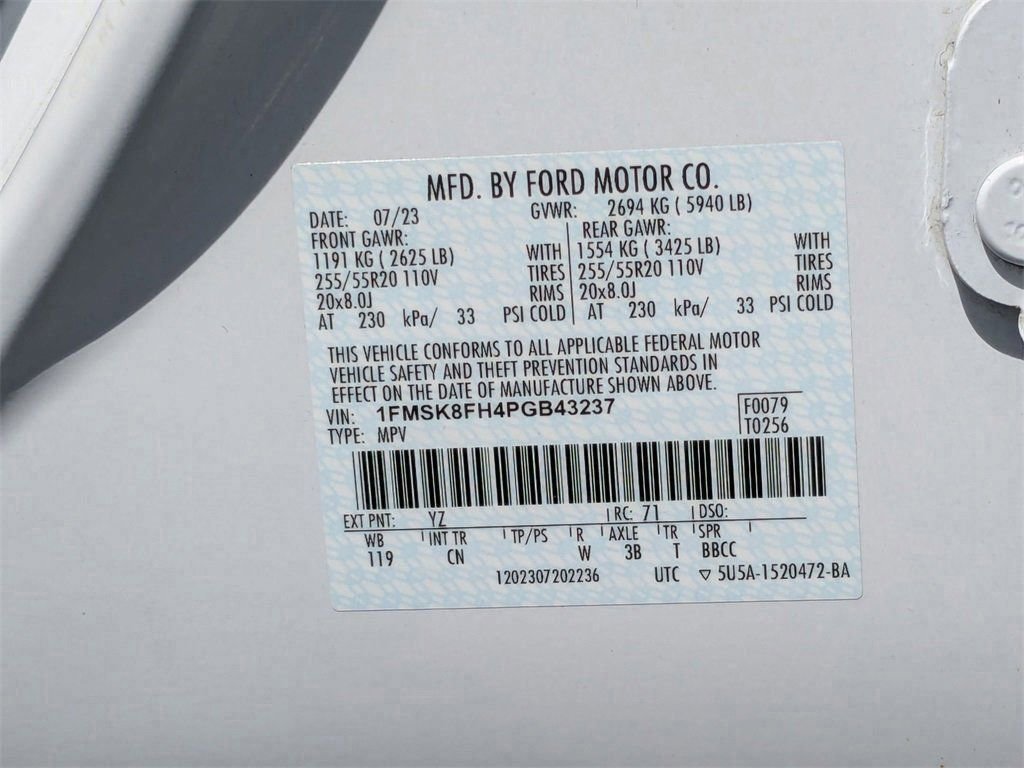 MFD. BY FORD MOTOR CO.
DATE: 07/23 GVWR: 2694 KG ( 5940 LB)
FRONT GAWR: REAR GAWR:
1191 KG ( 2625 LB) WITH 1554 KG ( 3425 LB) WITH
255/55R20 110V TIRES 255/55R20 110V TIRES
20x8.0J RIMS 20x8.0J RIMS
AT 230 kPa/ 33 PSI COLD AT 230 kPa/ 33 PSI COLD
THIS VEHICLE CONFORMS TO ALL APPLICABLE FEDERAL MOTOR
VEHICLE SAFETY AND THEFT PREVENTION STANDARDS IN
EFFECT ON THE DATE OF MANUFACTURE SHOWN ABOVE.
VIN: 1FMSK8FH4PGB43237 F0079
TYPE: MPV T0256
EXT PNT: YZ RC: 71 DSO:
WB INT TR TP/PS R AXLE TR SPR
119 CN W 3B T BBCC
1202307202236 UTC ▽ 5U5A-1520472-BA